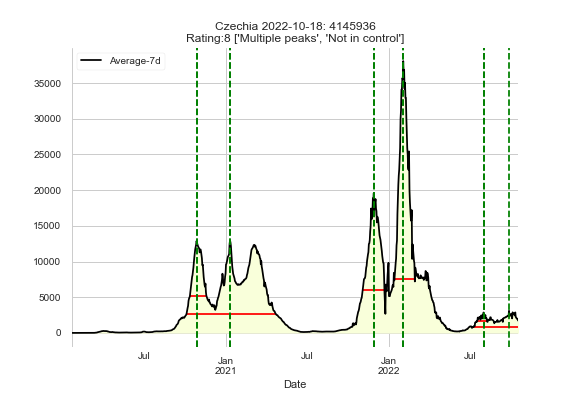 Czechia 2022-10-18: 4145936
Rating:8 ['Multiple peaks', 'Not in control']
Average-7d
35000
30000
25000
20000
15000
10000
5000
0
Jul
Jan
2021
Jul
Jan
2022
Jul
Date